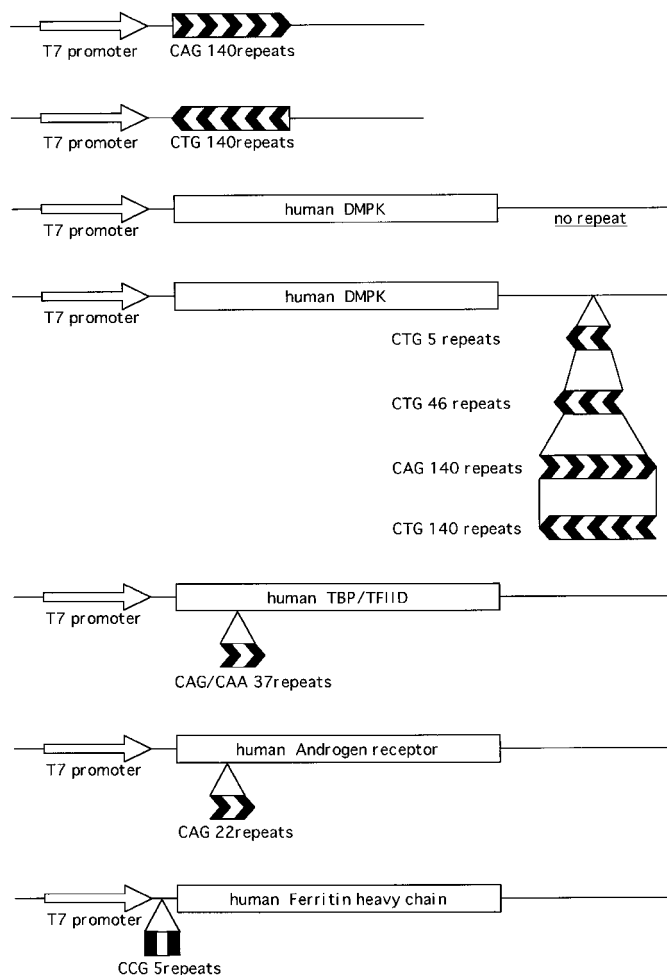 T7 promoter
CAG 140repeats
T7 promoter
CTG 140repeats
human DMPK
T7 promoter
no repeat
human DMPK
T7 promoter
CTG 5 repeats
CTG 46 repeats
CAG 140 repeats
CTG 140 repeats
human TBP/TFIID
T7 promoter
CAG/CAA 37repeats
human Androgen receptor
T7 promoter
CAG 22repeats
human Ferritin heavy chain
T7 promoter
CCG 5repeats